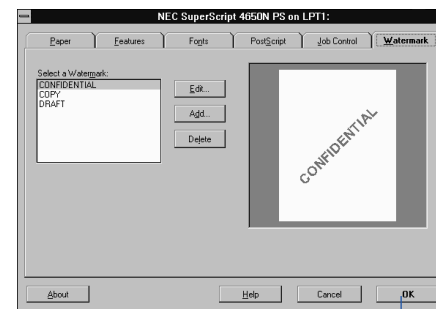 NEC SuperScript 4650N PS on LPT1:
Paper Features Fonts PostScript Job Control Watermark
Select a Watermark:
CONFIDENTIAL
COPY
DRAFT
Edit...
Add...
Delete
CONFIDENTIAL
About Help Cancel OK